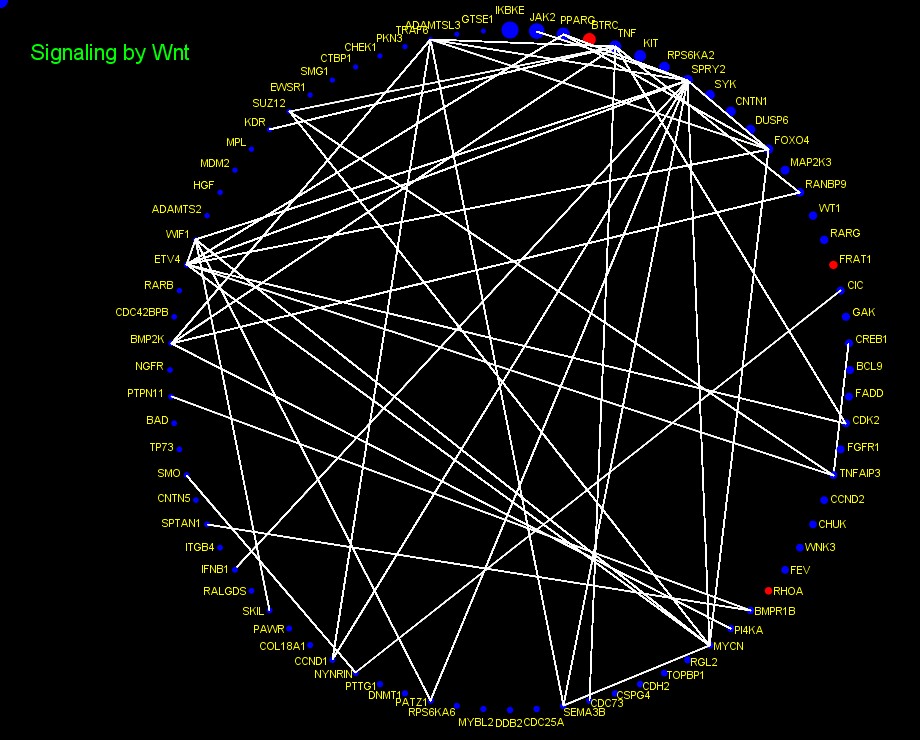 Signaling by Wnt
IKBKE
JAK2
PPARG
BTRC
TNF
KIT
RPS6KA2
SPRY2
SYK
CNTN1
DUSP6
FOXO4
MAP2K3
RANBP9
WT1
RARG
FRAT1
CIC
GAK
CREB1
BCL9
FADD
CDK2
FGFR1
TNFAIP3
CCND2
CHUK
WNK3
FEV
RHOA
BMPR1B
PI4KA
MYCN
RGL2
TOPBP1
CDH2
CSPG4
CDC73
SEMA3B
CDC25A
DDB2
MYBL2
RPS6KA6
PATZ1
DNMT1
PTTG1
NYNRIN
CCND1
COL18A1
PAWR
SKIL
RALGDS
IFNB1
ITGB4
SPTAN1
CNTN5
SMO
TP73
BAD
PTPN11
NGFR
BMP2K
CDC42BPB
RARB
ETV4
WIF1
ADAMTS2
HGF
MDM2
MPL
KDR
SUZ12
EWSR1
SMG1
CTBP1
CHEK1
PKN3
TRAF6
ADAMTSL3
GTSE1